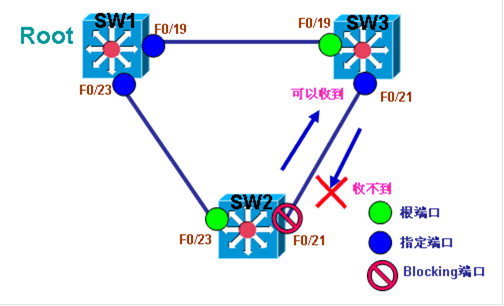 Root
SW1
F0/19
F0/19
SW3
F0/23
F0/21
可以收到
收不到
SW2
F0/23
F0/21
根端口
指定端口
Blocking端口